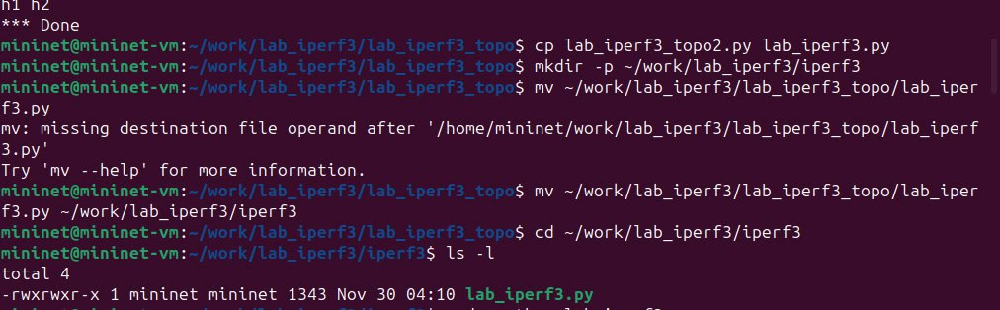 h1 h2
*** Done
mininet@mininet-vm:~/work/lab_iperf3/lab_iperf3_topo$ cp lab_iperf3_topo2.py lab_iperf3.py
mininet@mininet-vm:~/work/lab_iperf3/lab_iperf3_topo$ mkdir -p ~/work/lab_iperf3/iperf3
mininet@mininet-vm:~/work/lab_iperf3/lab_iperf3_topo$ mv ~/work/lab_iperf3/lab_iperf3_topo/lab_iper
f3.py
mv: missing destination file operand after '/home/mininet/work/lab_iperf3/lab_iperf3_topo/lab_iperf
3.py'
Try 'mv --help' for more information.
mininet@mininet-vm:~/work/lab_iperf3/lab_iperf3_topo$ mv ~/work/lab_iperf3/lab_iperf3_topo/lab_iper
f3.py ~/work/lab_iperf3/iperf3
mininet@mininet-vm:~/work/lab_iperf3/lab_iperf3_topo$ cd ~/work/lab_iperf3/iperf3
mininet@mininet-vm:~/work/lab_iperf3/iperf3$ ls -l
total 4
-rwxrwxr-x 1 mininet mininet 1343 Nov 30 04:10 lab_iperf3.py